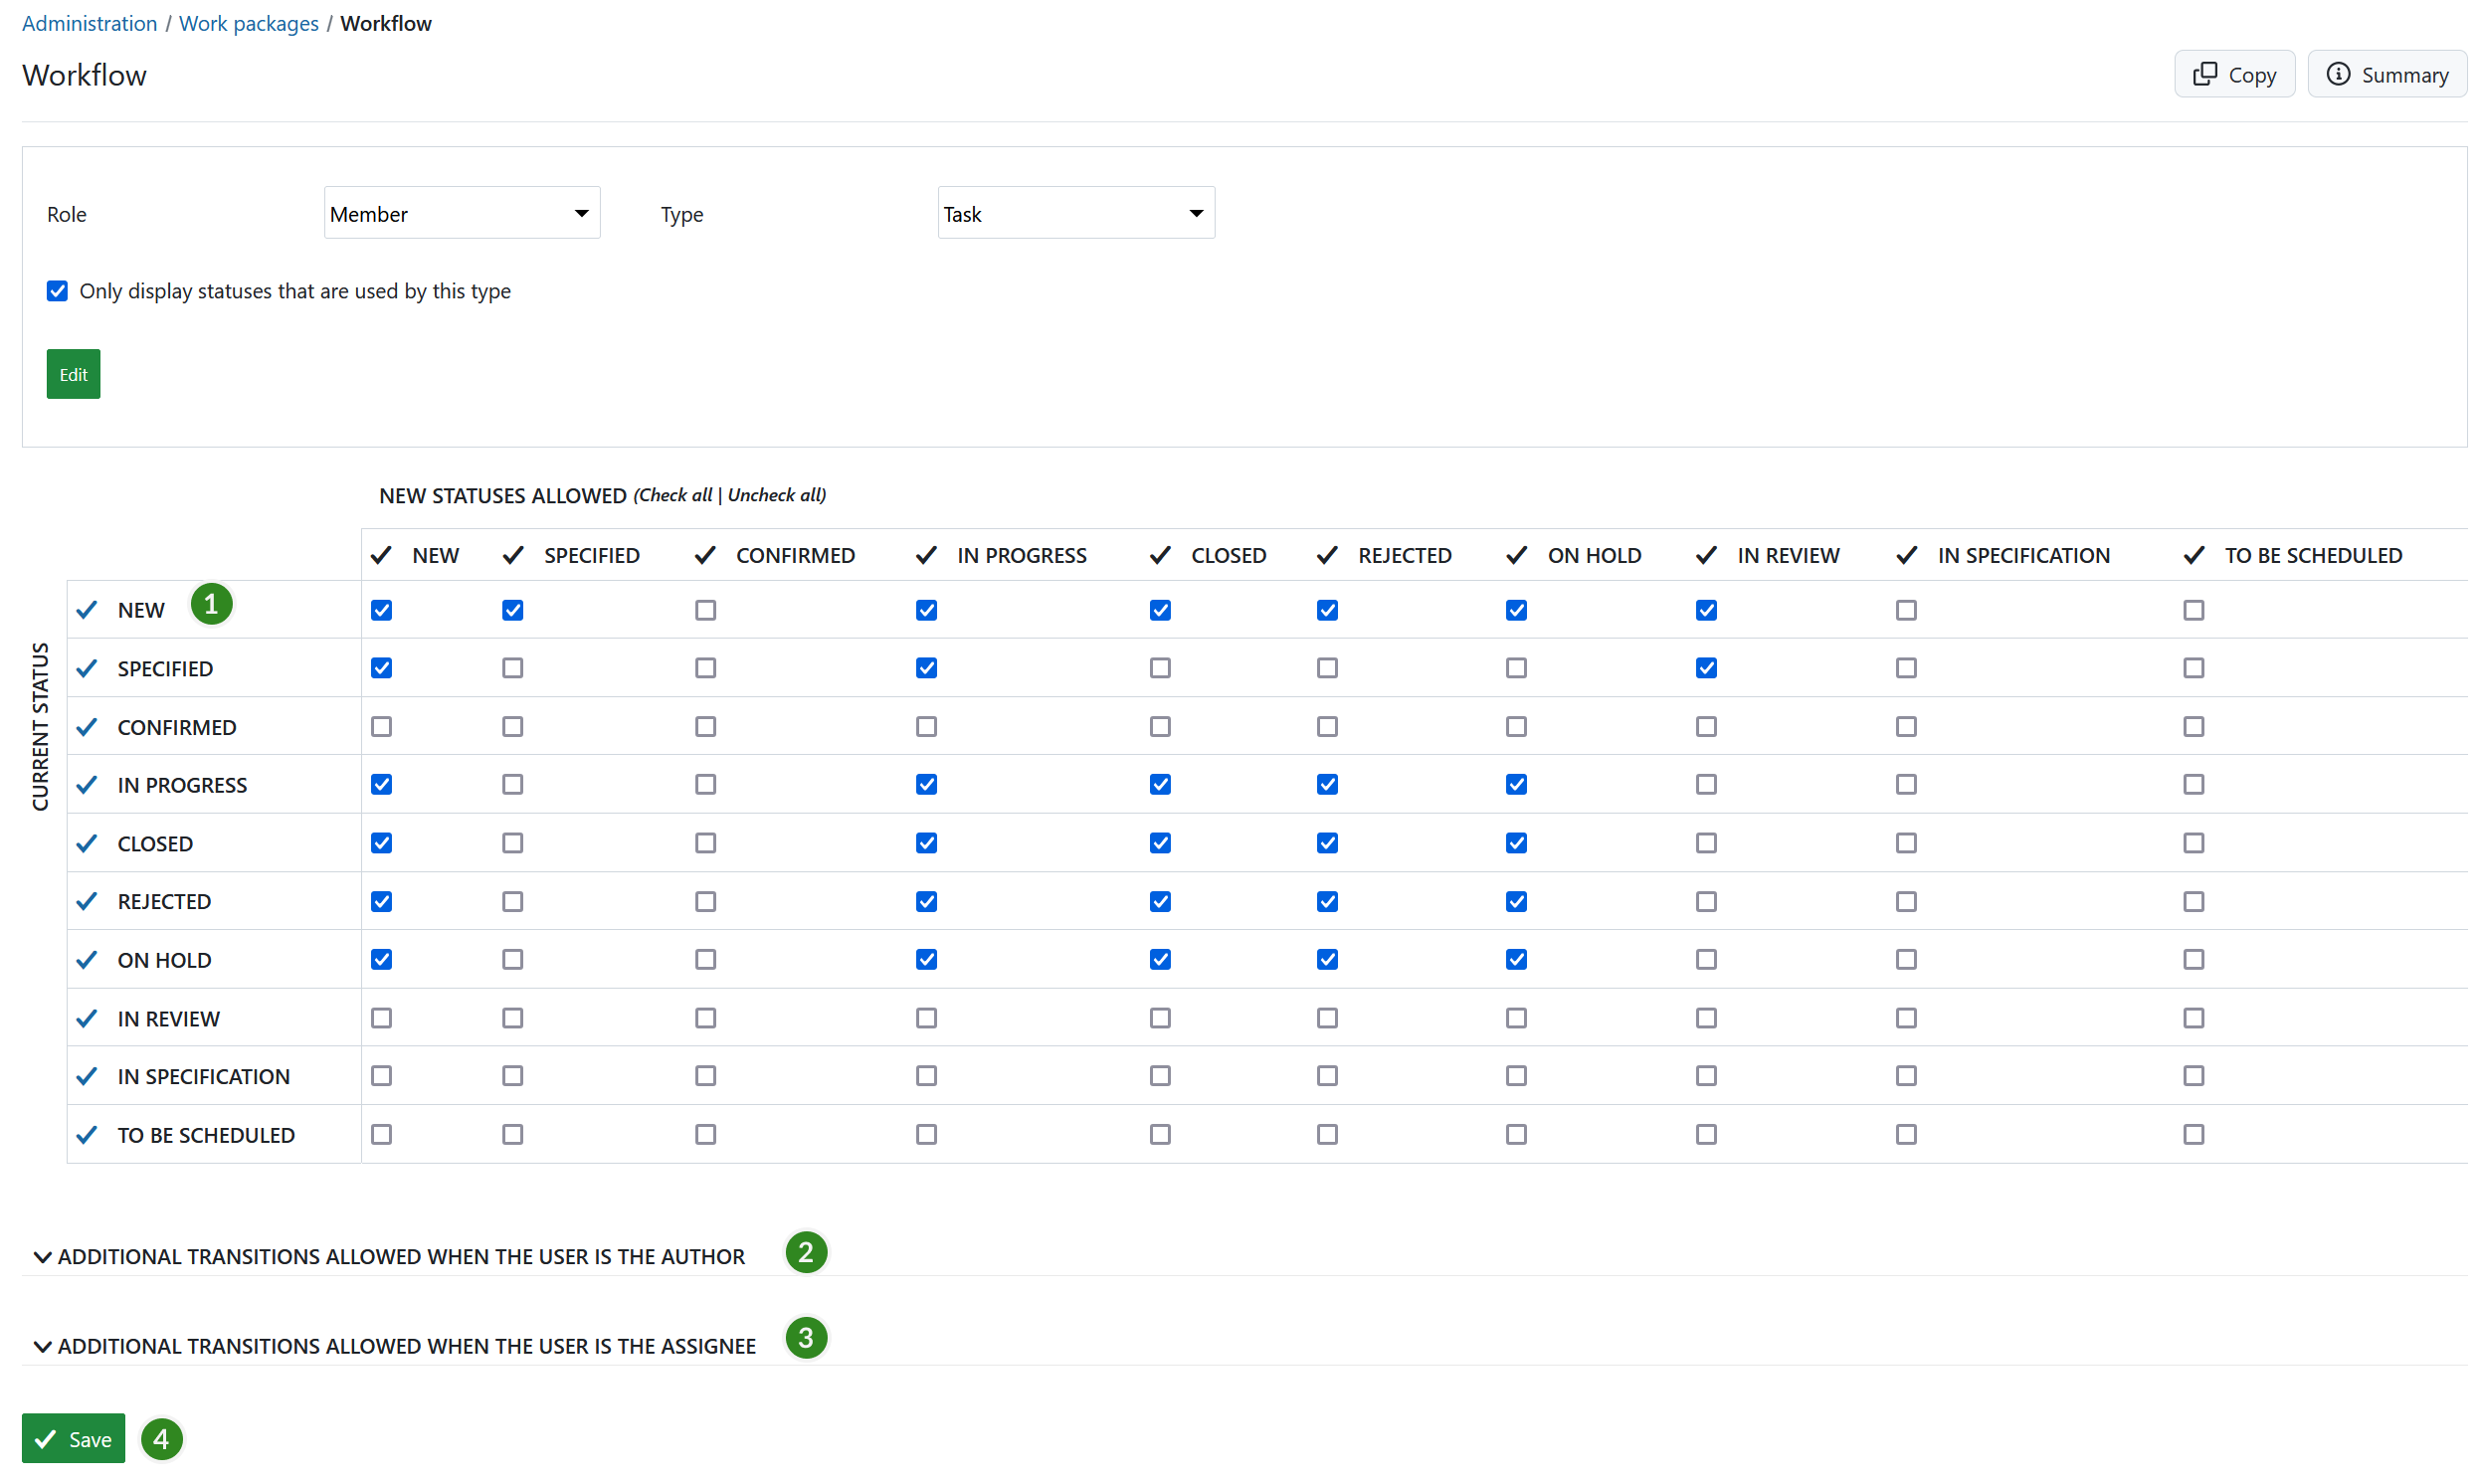 Administration / Work packages / Workflow
Workflow
Copy
Summary
Role
Member
Type
Task
Only display statuses that are used by this type
Edit
NEW STATUSES ALLOWED (Check all | Uncheck all)
NEW SPECIFIED CONFIRMED IN PROGRESS CLOSED REJECTED ON HOLD IN REVIEW IN SPECIFICATION TO BE SCHEDULED
CURRENT STATUS
NEW 1
SPECIFIED
CONFIRMED
IN PROGRESS
CLOSED
REJECTED
ON HOLD
IN REVIEW
IN SPECIFICATION
TO BE SCHEDULED
ADDITIONAL TRANSITIONS ALLOWED WHEN THE USER IS THE AUTHOR 2
ADDITIONAL TRANSITIONS ALLOWED WHEN THE USER IS THE ASSIGNEE 3
Save 4